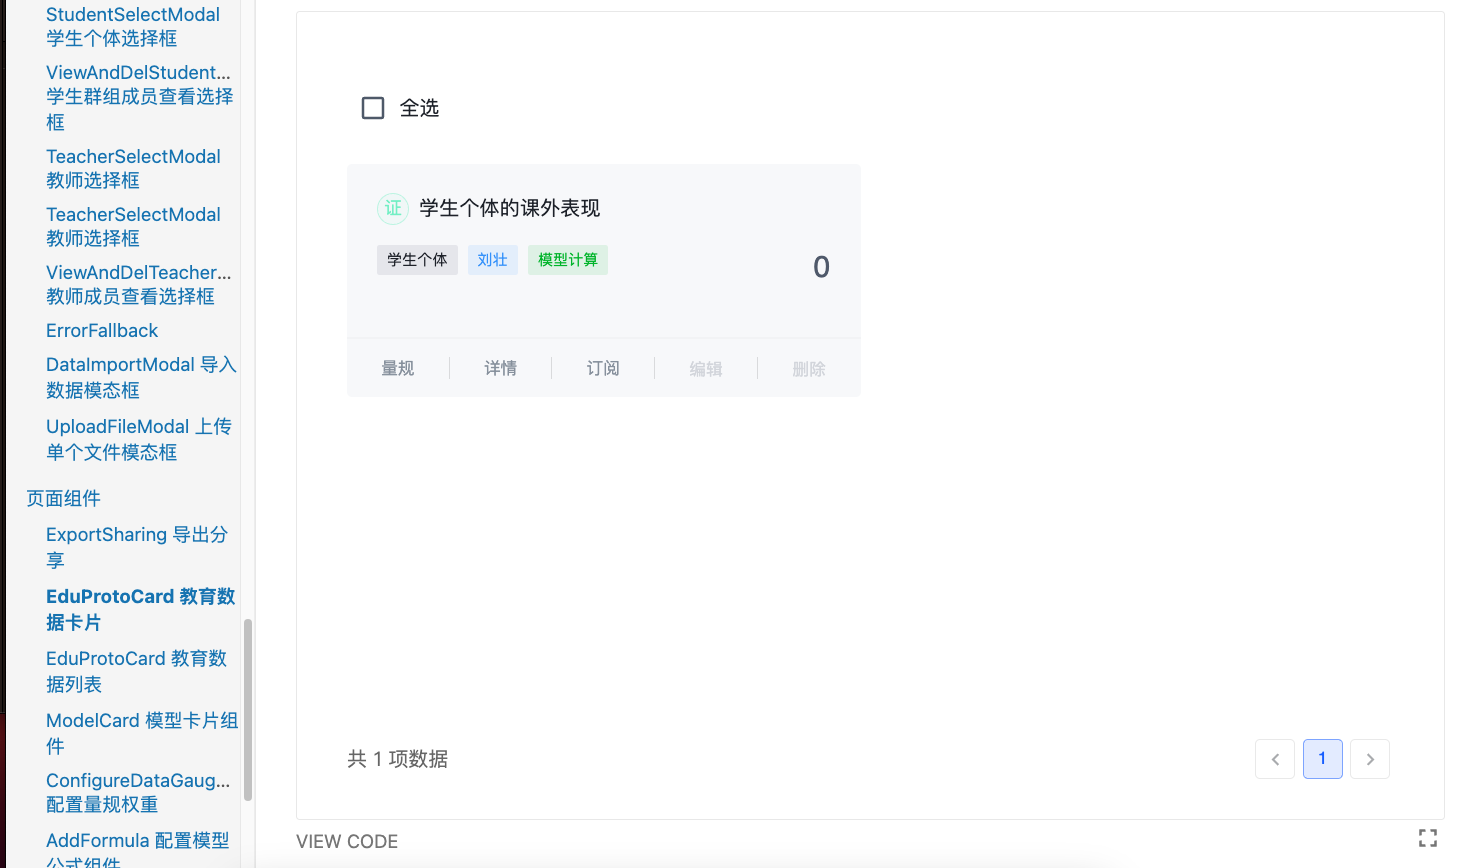 StudentSelectModal
学生个体选择框
ViewAndDelStudent...
学生群组成员查看选择
框
TeacherSelectModal
教师选择框
TeacherSelectModal
教师选择框
ViewAndDelTeacher...
教师成员查看选择框
ErrorFallback
DataImportModal 导入
数据模态框
UploadFileModal 上传
单个文件模态框
页面组件
ExportSharing 导出分
享
EduProtoCard 教育数
据卡片
EduProtoCard 教育数
据列表
ModelCard 模型卡片组
件
ConfigureDataGaug...
配置量规权重
AddFormula 配置模型
公式组件
全选
证 学生个体的课外表现
学生个体 刘壮 模型计算
0
量规 详情 订阅 编辑 删除
共 1 项数据
1
VIEW CODE